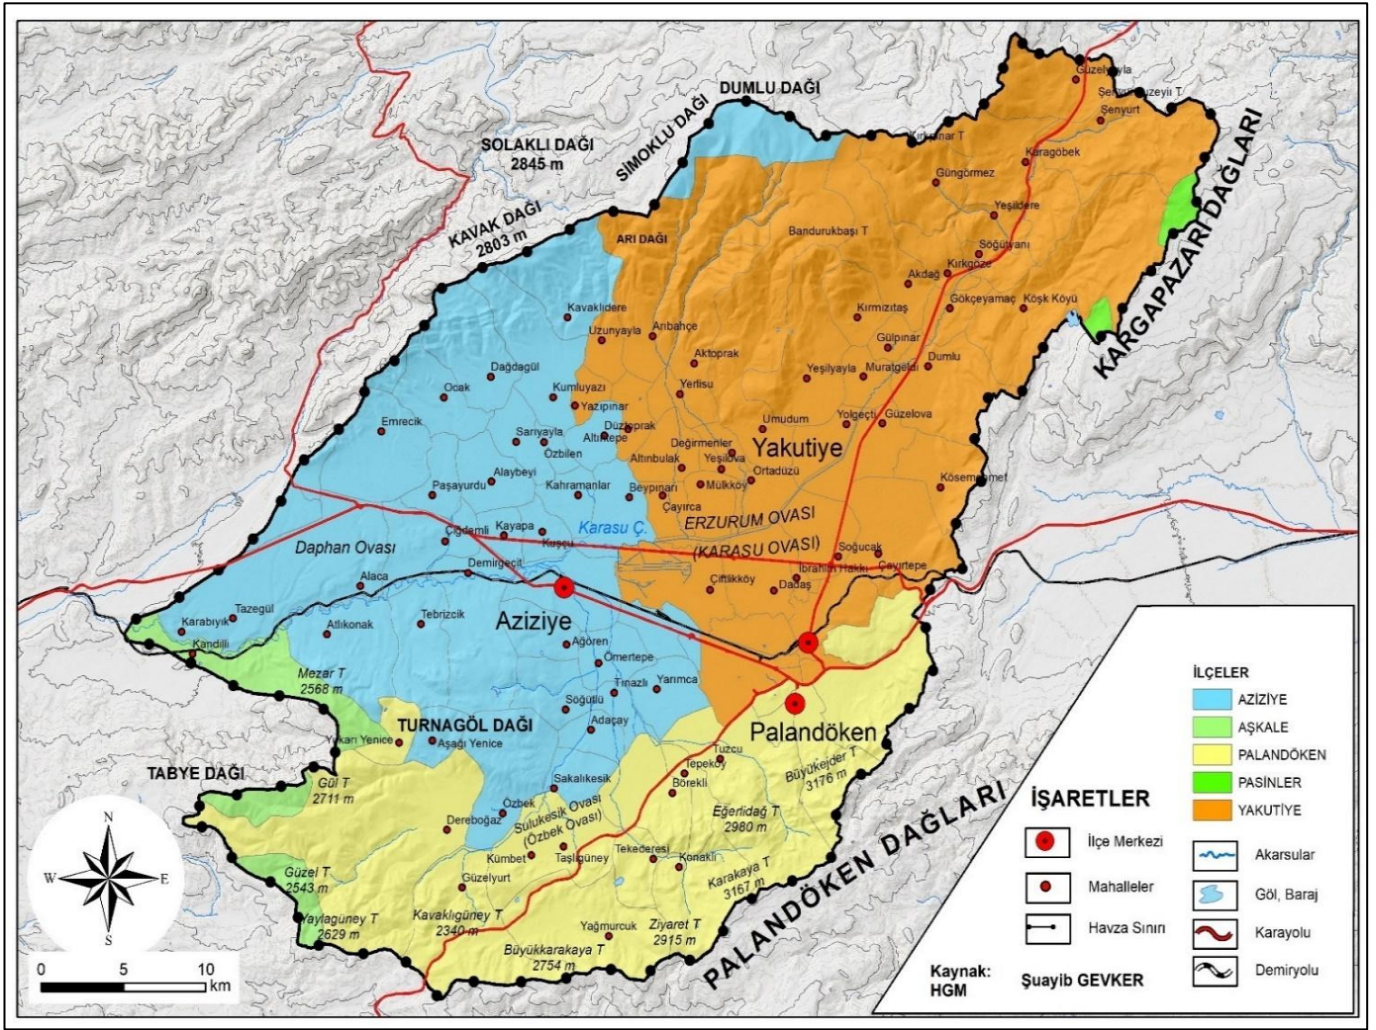 DUMLU DAĞI
SOLAKLI DAĞI
2845 m
SİMOKLU DAĞI
KAVAK DAĞI
2803 m
ARI DAĞI
KARGAPAZARI DAĞLARI
Güzelyayla
Şenyurt
Kırkpınar T
Karagöbek
Güngörmez
Yeşildere
Bandurukbaşı T
Söğütyanı
Kırkgöze
Akdağ
Gökçeyamaç
Köşk Köyü
Kırmızıtaş
Kavaklıdere
Uzunyayla
Arıbahçe
Gülpınar
Aktoprak
Dumlu
Yeşilyayla
Muratgeldi
Dağdagül
Ocak
Kumluyazı
Yazıpınar
Yerlisu
Emrecik
Sarıyayla
Özbilen
Altıntepe
Düztoprak
Umudum
Yolgeçti
Güzelova
Değirmenler
Yakutiye
Altınbulak
Yeşilova
Ortadüzü
Mülkköy
Alaybeyi
Paşayurdu
Kahramanlar
Beypınarı
Çayırca
Kösemehmet
Karasu Ç.
ERZURUM OVASI
(KARASU OVASI)
Çiğdemli
Kayapa
Kuşçu
Daphan Ovası
Soğucak
Çayırtepe
İbrahim Hakkı
Demirgeçit
Alaca
Çiftlikköy
Dadaş
Tazegül
Karabıyık
Tebrizcik
Aziziye
Atlıkonak
Kandilli
Ağören
Ömertepe
Mezar T
2568 m
Tınazlı
Yarımca
Söğütlü
Adaçay
TURNAGÖL DAĞI
Yukarı Yenice
Aşağı Yenice
Palandöken
TABYE DAĞI
Gül T
2711 m
Tuzcu
Tepeköy
Börekli
Büyükejder T
3176 m
Sakalıkesik
Özbek
Sulukesik Ovası
(Özbek Ovası)
Dereboğaz
Eğerlidağ T
2980 m
PALANDÖKEN DAĞLARI
Kümbet
Taşlıgüney
Tekederesi
Konaklı
Güzel T
2543 m
Güzelyurt
Karakaya T
3167 m
Yaylagüney T
2629 m
Kavaklıgüney T
2340 m
Yağmurcuk
Ziyaret T
2915 m
Büyükkarakaya T
2754 m
N
W
E
S
0 5 10
km
İLÇELER
AZİZİYE
AŞKALE
PALANDÖKEN
PASİNLER
YAKUTİYE
İŞARETLER
İlçe Merkezi
Mahalleler
Havza Sınırı
Akarsular
Göl, Baraj
Karayolu
Demiryolu
Kaynak:
HGM
Şuayib GEVKER